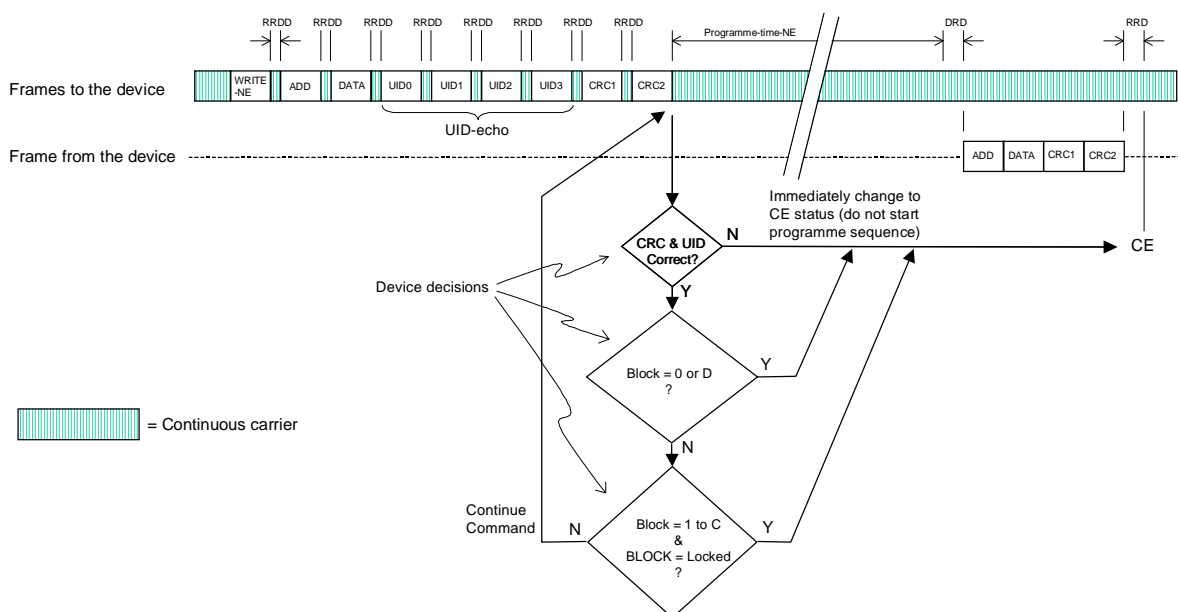 RRDD RRDD RRDD RRDD RRDD RRDD RRDD RRDD
Programme-time-NE
DRD
RRD
Frames to the device
WRITE
-NE
ADD
DATA
UID0
UID1
UID2
UID3
CRC1
CRC2
UID-echo
Frame from the device
ADD
DATA
CRC1
CRC2
Immediately change to
CE status (do not start
programme sequence)
CRC & UID
Correct?
N
CE
Device decisions
Y
Block = 0 or D
?
Y
= Continuous carrier
N
Continue
Command
N
Block = 1 to C
&
BLOCK = Locked
?
Y